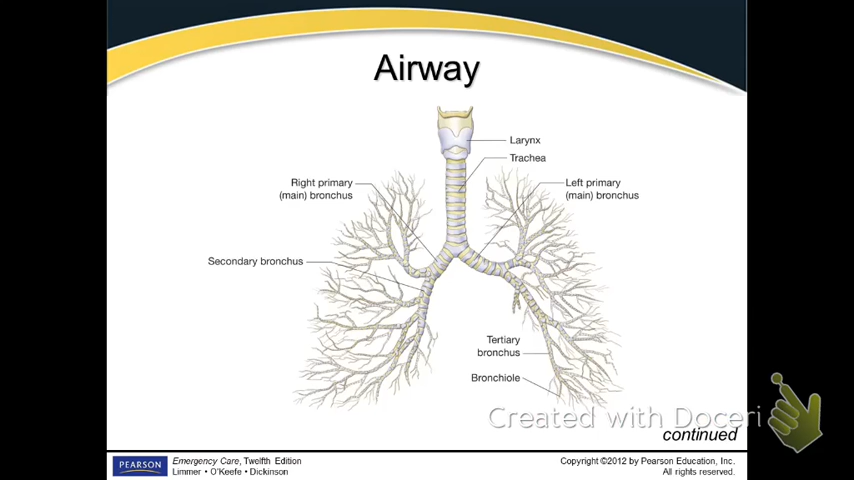 Airway
Larynx
Trachea
Right primary
(main) bronchus
Left primary
(main) bronchus
Secondary bronchus
Tertiary
bronchus
Bronchiole
Created with Doceri
continued
PEARSON
Emergency Care, Twelfth Edition
Limmer • O'Keefe • Dickinson
Copyright ©2012 by Pearson Education, Inc.
All rights reserved.